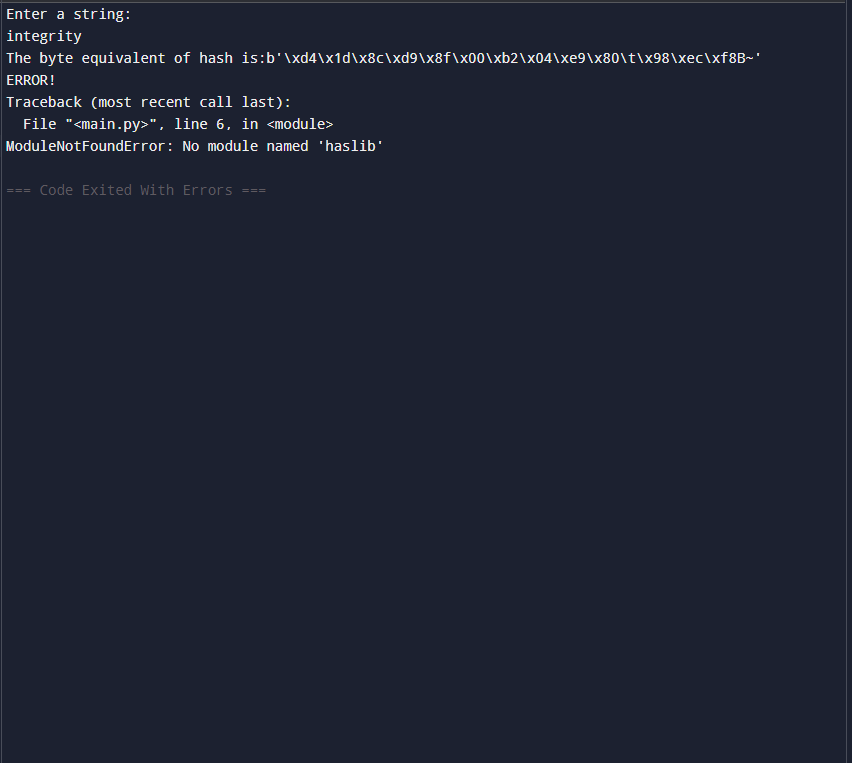 Enter a string:
integrity
The byte equivalent of hash is:b'\xd4\x1d\x8c\xd9\x8f\x00\xb2\x04\xe9\x80\t\x98\xec\xf8B~'
ERROR!
Traceback (most recent call last):
  File "<main.py>", line 6, in <module>
ModuleNotFoundError: No module named 'haslib'
=== Code Exited With Errors ===